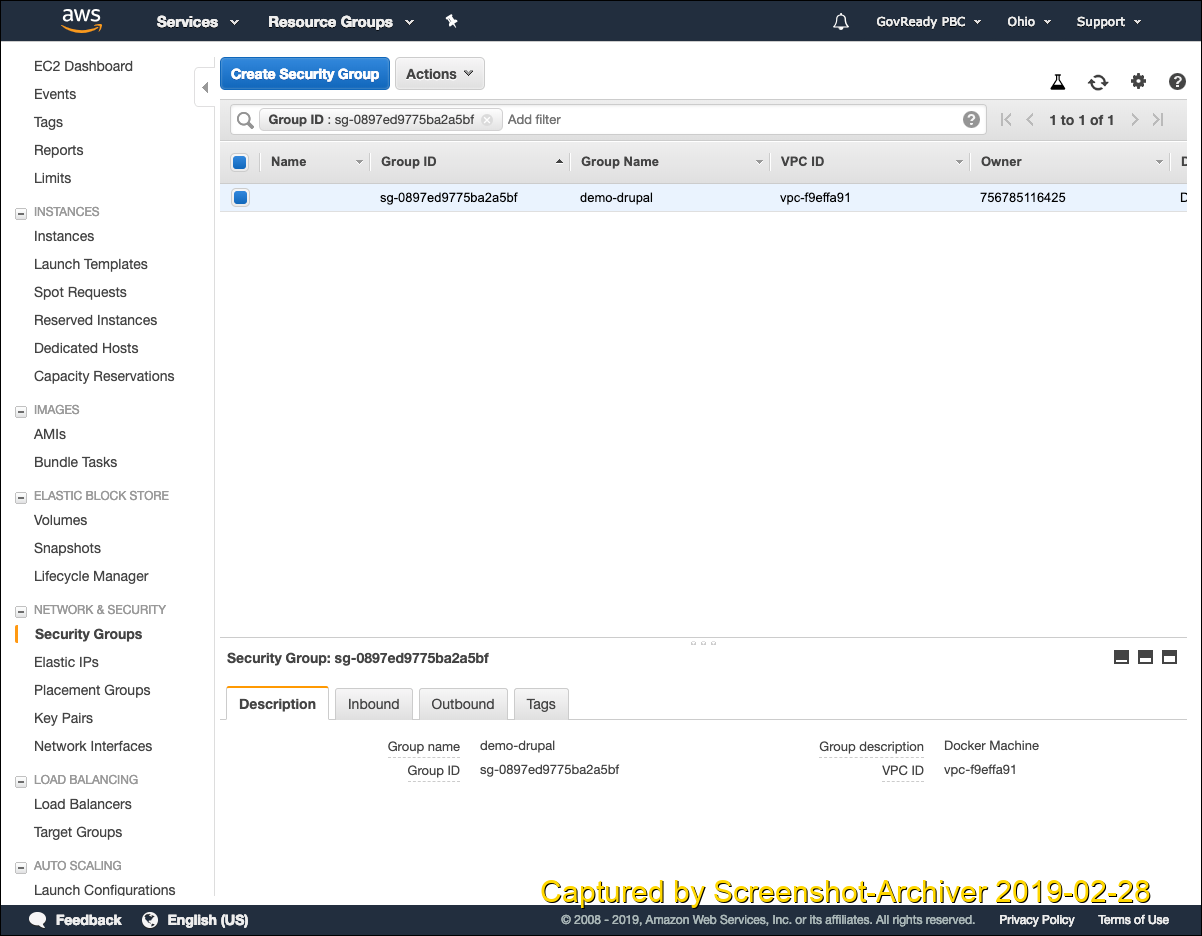 aws Services Resource Groups GovReady PBC Ohio Support
EC2 Dashboard
Events
Tags
Reports
Limits
INSTANCES
Instances
Launch Templates
Spot Requests
Reserved Instances
Dedicated Hosts
Capacity Reservations
IMAGES
AMIs
Bundle Tasks
ELASTIC BLOCK STORE
Volumes
Snapshots
Lifecycle Manager
NETWORK & SECURITY
Security Groups
Elastic IPs
Placement Groups
Key Pairs
Network Interfaces
LOAD BALANCING
Load Balancers
Target Groups
AUTO SCALING
Launch Configurations
Create Security Group Actions
Group ID : sg-0897ed9775ba2a5bf Add filter 1 to 1 of 1
Name Group ID Group Name VPC ID Owner D
sg-0897ed9775ba2a5bf demo-drupal vpc-f9effa91 756785116425 D
Security Group: sg-0897ed9775ba2a5bf
Description Inbound Outbound Tags
Group name demo-drupal Group description Docker Machine
Group ID sg-0897ed9775ba2a5bf VPC ID vpc-f9effa91
Captured by Screenshot-Archiver 2019-02-28
Feedback English (US) © 2008 - 2019, Amazon Web Services, Inc. or its affiliates. All rights reserved. Privacy Policy Terms of Use